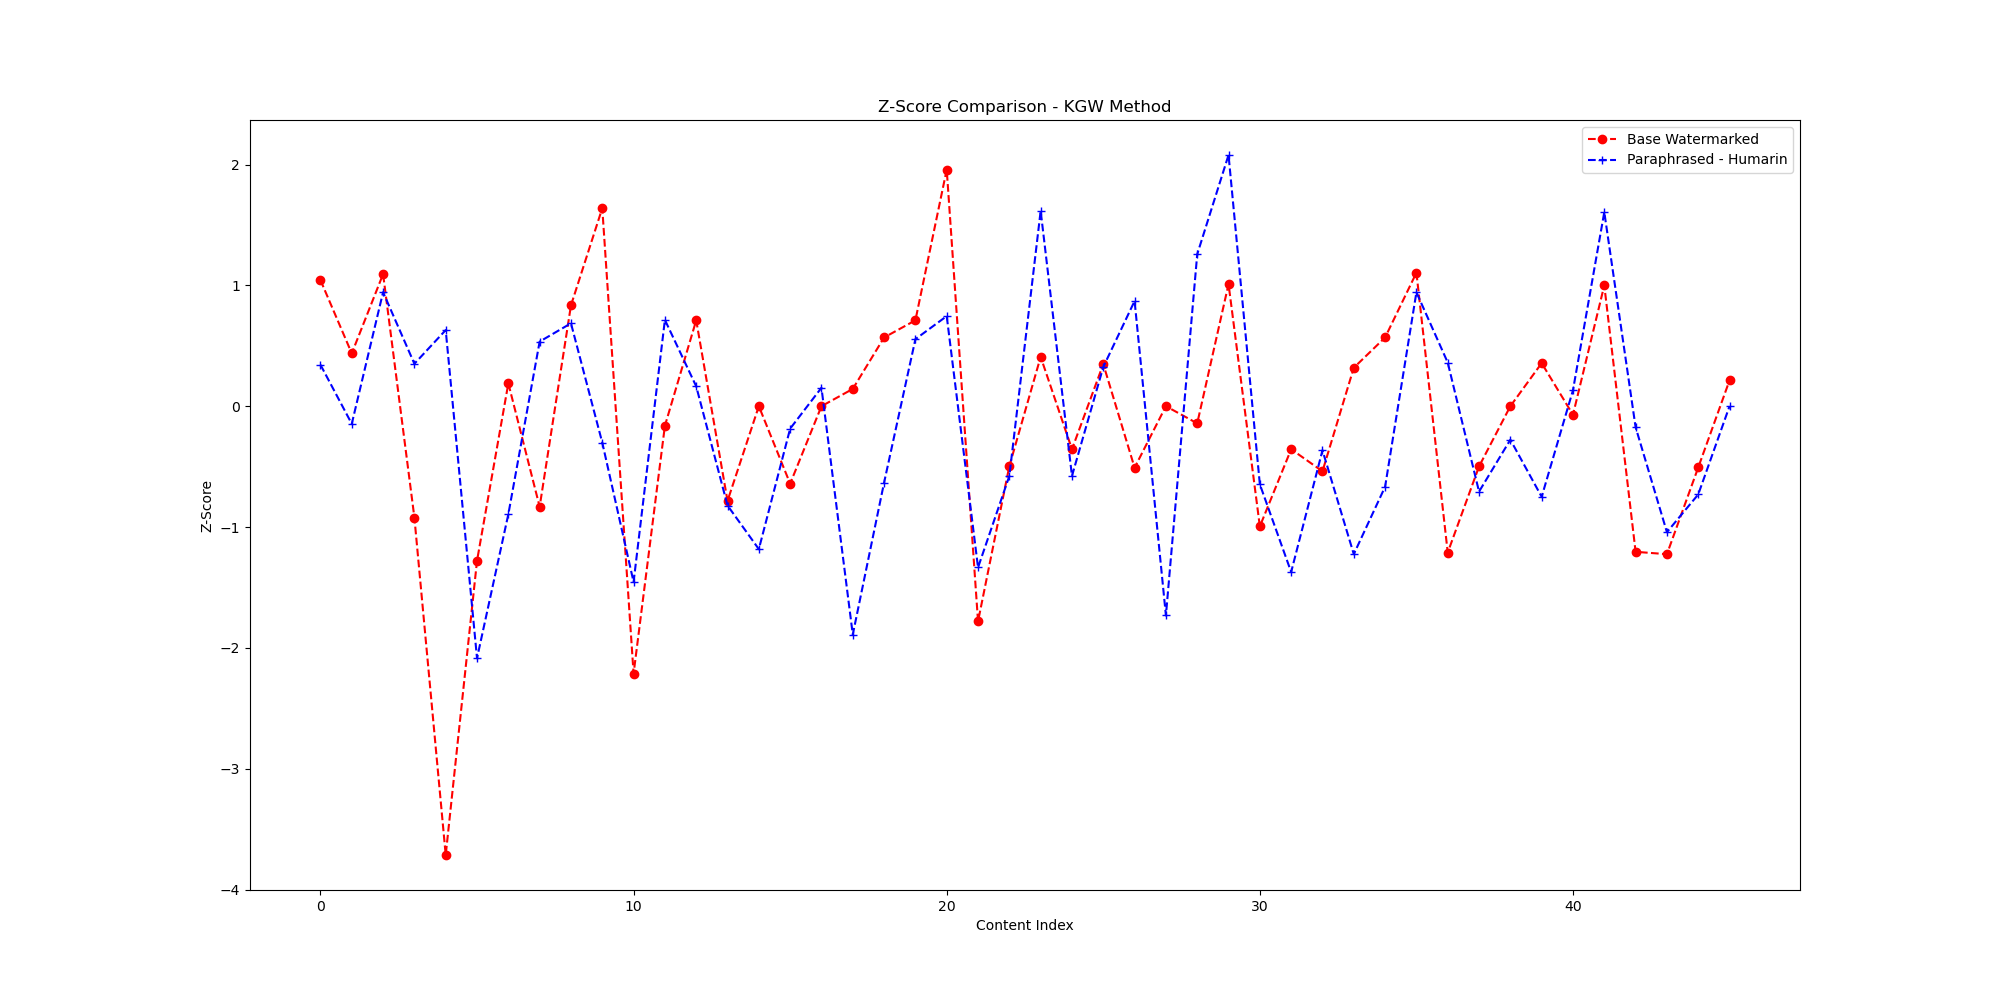 Z-Score Comparison - KGW Method
Base Watermarked
Paraphrased - Humarin
2
1
0
−1
−2
−3
−4
Z-Score
0
10
20
30
40
Content Index